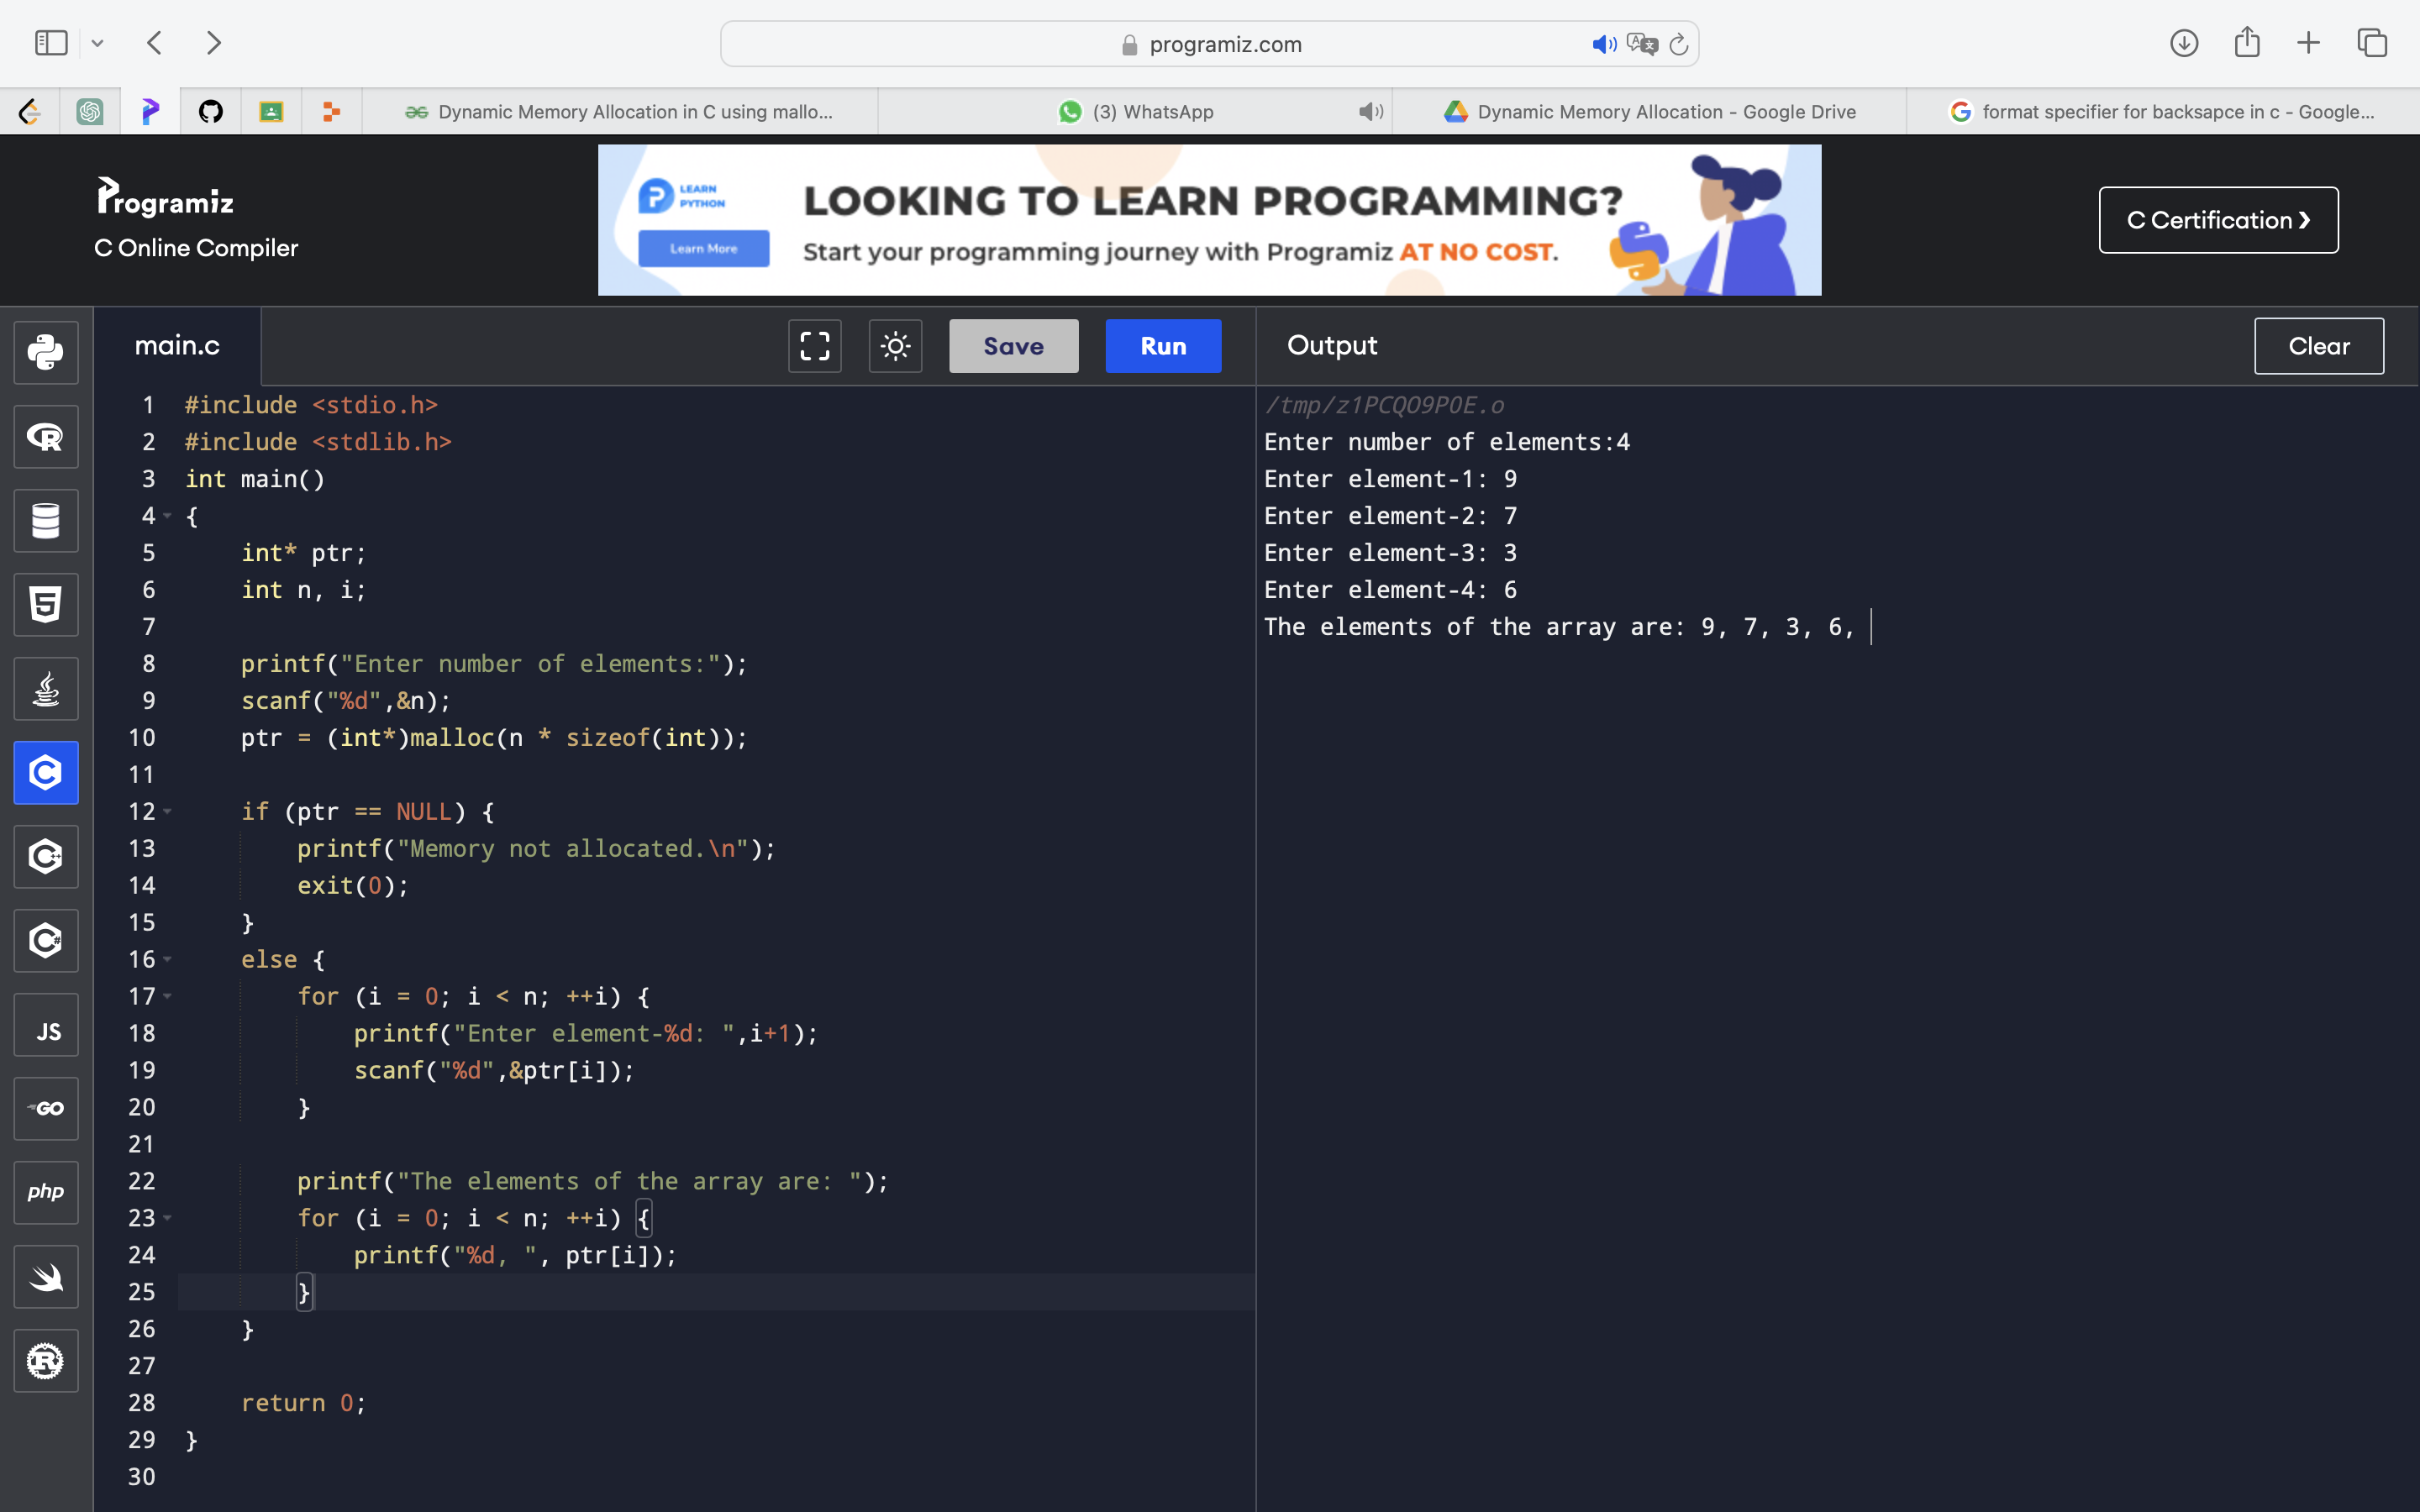 programiz.com
Dynamic Memory Allocation in C using mallo...
(3) WhatsApp
Dynamic Memory Allocation - Google Drive
format specifier for backsapce in c - Google...
Programiz
C Online Compiler
LEARN
PYTHON
Learn More
LOOKING TO LEARN PROGRAMMING?
Start your programming journey with Programiz AT NO COST.
C Certification ❯
main.c
Save
Run
Output
Clear
1 #include <stdio.h>
2 #include <stdlib.h>
3 int main()
4 {
5     int* ptr;
6     int n, i;
7
8     printf("Enter number of elements:");
9     scanf("%d",&n);
10     ptr = (int*)malloc(n * sizeof(int));
11
12     if (ptr == NULL) {
13         printf("Memory not allocated.\n");
14         exit(0);
15     }
16     else {
17         for (i = 0; i < n; ++i) {
18             printf("Enter element-%d: ",i+1);
19             scanf("%d",&ptr[i]);
20         }
21
22         printf("The elements of the array are: ");
23         for (i = 0; i < n; ++i) {
24             printf("%d, ", ptr[i]);
25         }
26     }
27
28     return 0;
29 }
30
/tmp/z1PCQO9P0E.o
Enter number of elements:4
Enter element-1: 9
Enter element-2: 7
Enter element-3: 3
Enter element-4: 6
The elements of the array are: 9, 7, 3, 6,
R
5
C
C++
C#
JS
GO
php
R